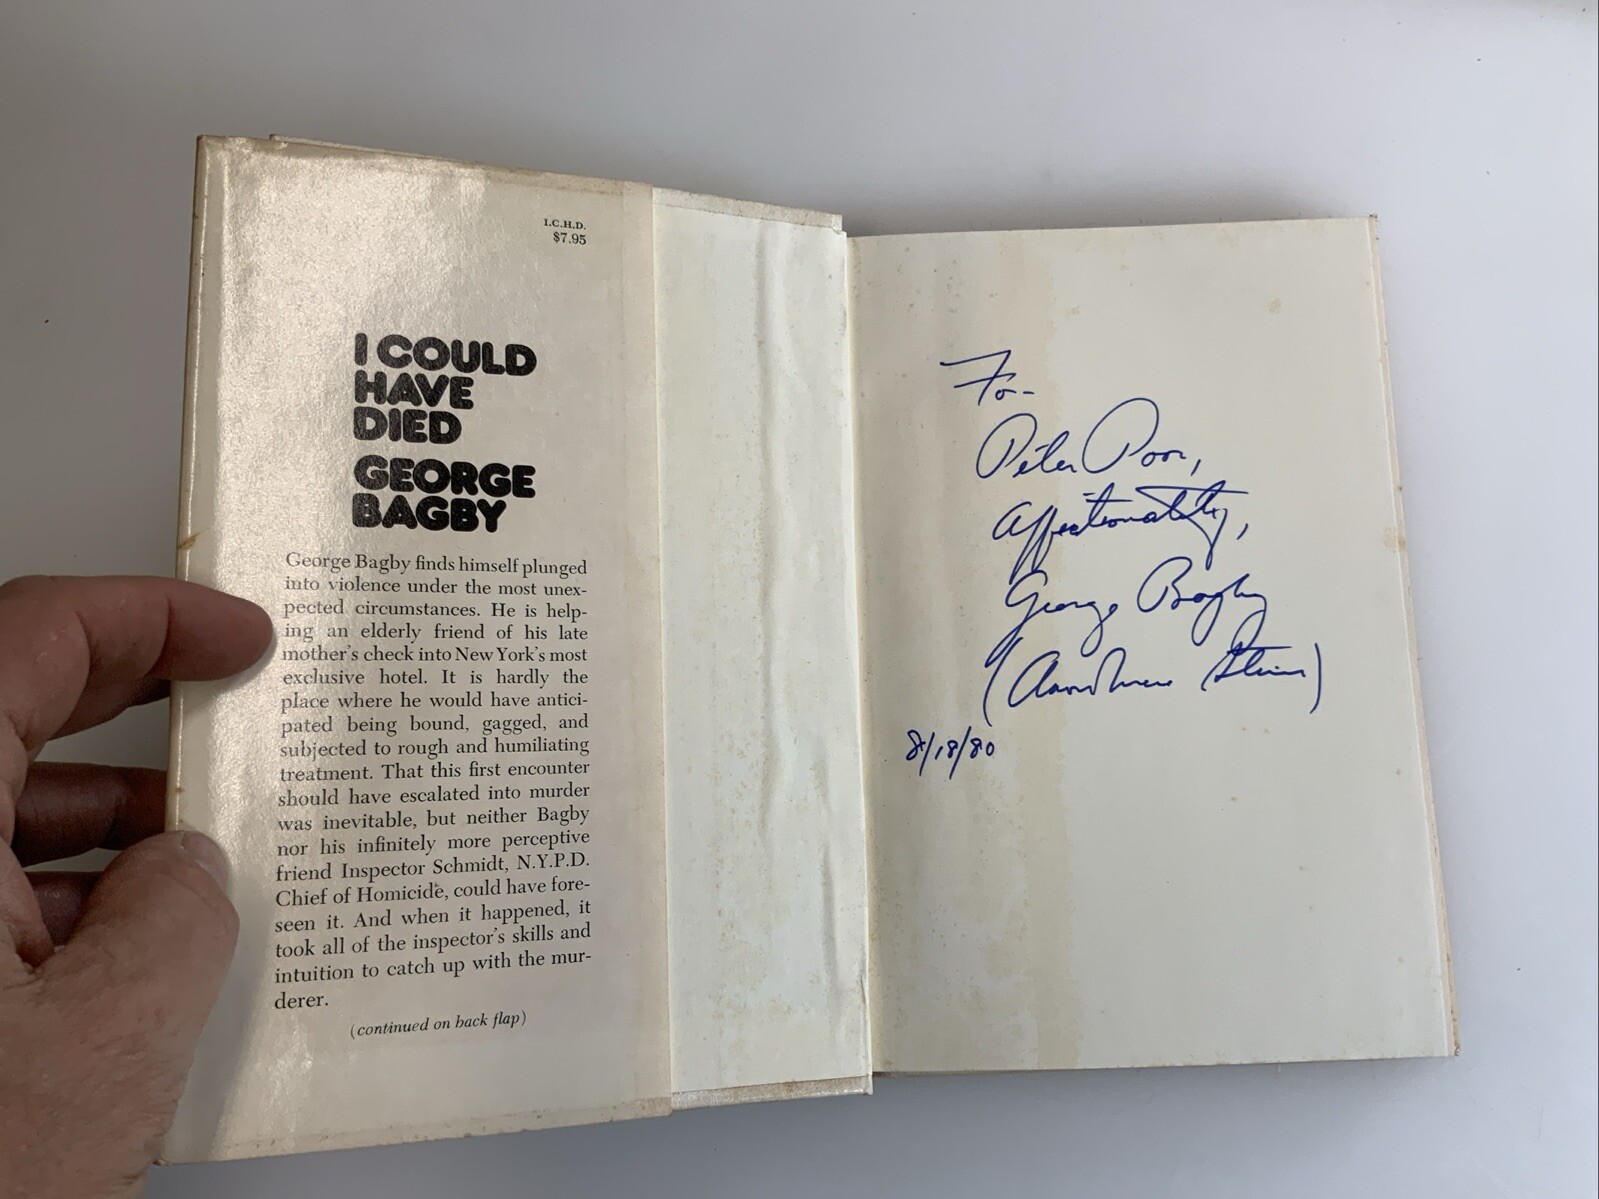 I.C.H.D.
$7.95
I COULD
HAVE
DIED
GEORGE
BAGBY
George Bagby finds himself plunged
into violence under the most unex-
pected circumstances. He is help-
ing an elderly friend of his late
mother's check into New York's most
exclusive hotel. It is hardly the
place where he would have antici-
pated being bound, gagged, and
subjected to rough and humiliating
treatment. That this first encounter
should have escalated into murder
was inevitable, but neither Bagby
nor his infinitely more perceptive
friend Inspector Schmidt, N.Y.P.D.
Chief of Homicide, could have fore-
seen it. And when it happened, it
took all of the inspector's skills and
intuition to catch up with the mur-
derer.
(continued on back flap)
To-
Peter Poor,
Affectionately,
George Bagby
(Aaron Marc Stein)
8/18/80